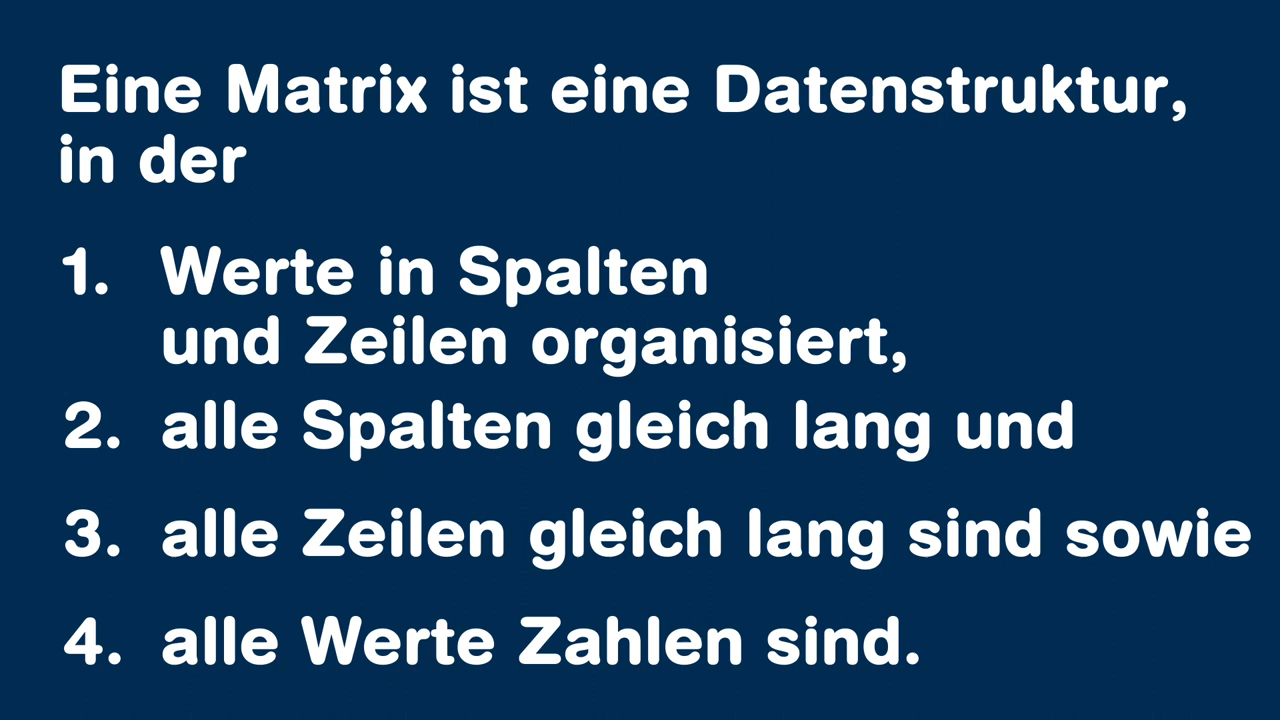 Eine Matrix ist eine Datenstruktur,
in der
1. Werte in Spalten
und Zeilen organisiert,
2. alle Spalten gleich lang und
3. alle Zeilen gleich lang sind sowie
4. alle Werte Zahlen sind.